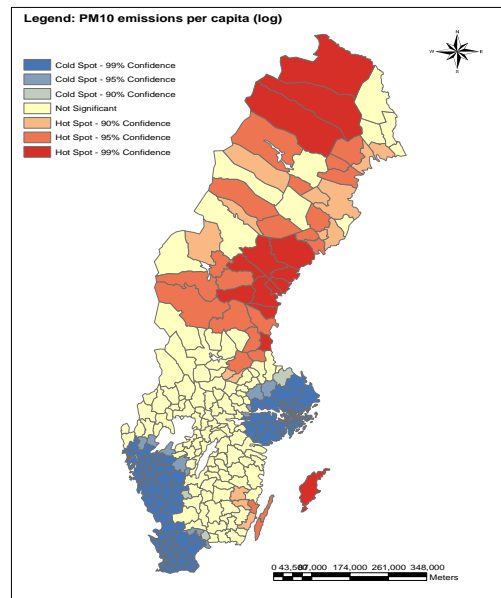 Legend: PM10 emissions per capita (log)
N
W E
S
Cold Spot - 99% Confidence
Cold Spot - 95% Confidence
Cold Spot - 90% Confidence
Not Significant
Hot Spot - 90% Confidence
Hot Spot - 95% Confidence
Hot Spot - 99% Confidence
174,000 261,000 348,000
Meters